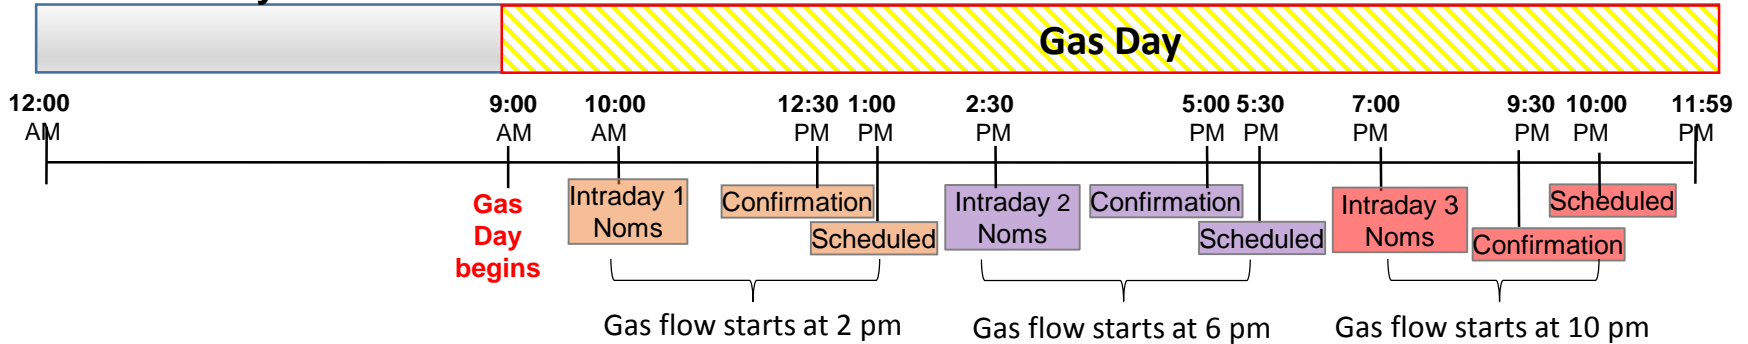 Gas Day
12:00 AM
9:00 AM
10:00 AM
12:30 PM
1:00 PM
2:30 PM
5:00 PM
5:30 PM
7:00 PM
9:30 PM
10:00 PM
11:59 PM
Gas
Day
begins
Intraday 1
Noms
Confirmation
Scheduled
Intraday 2
Noms
Confirmation
Scheduled
Intraday 3
Noms
Confirmation
Scheduled
Gas flow starts at 2 pm
Gas flow starts at 6 pm
Gas flow starts at 10 pm